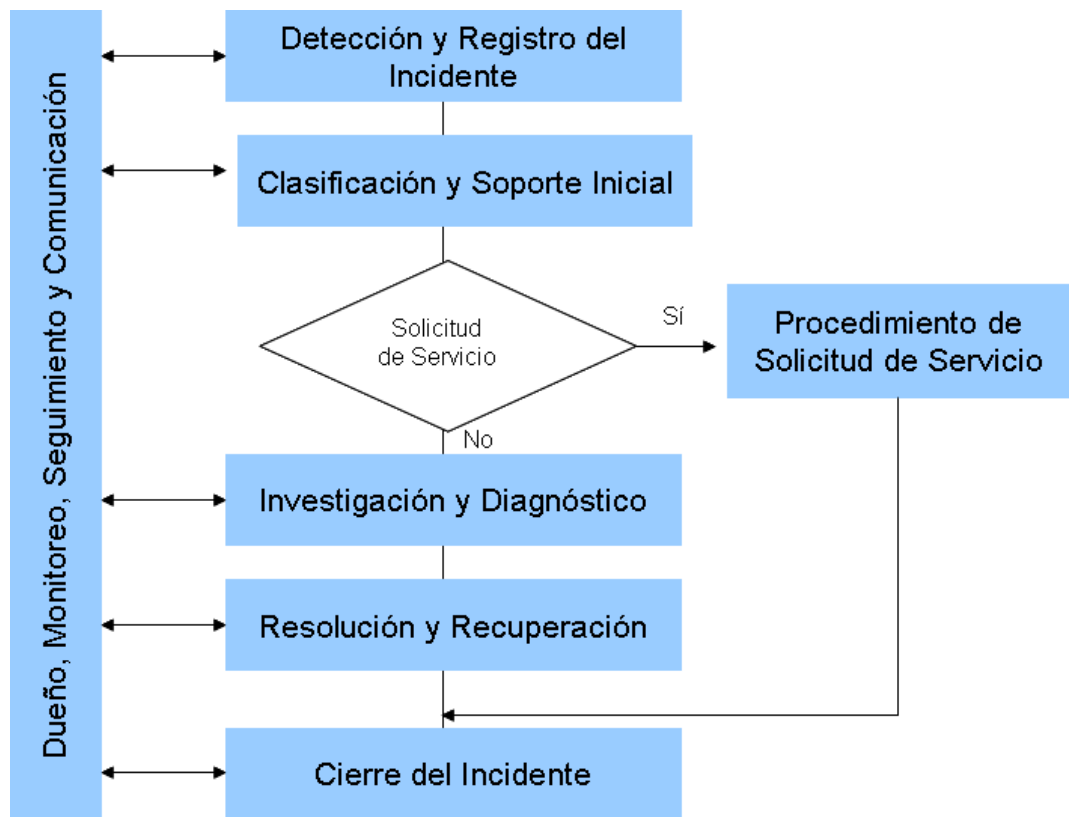 Dueño, Monitoreo, Seguimiento y Comunicación
Detección y Registro del
Incidente
Clasificación y Soporte Inicial
Solicitud
de Servicio
Sí
Procedimiento de
Solicitud de Servicio
No
Investigación y Diagnóstico
Resolución y Recuperación
Cierre del Incidente